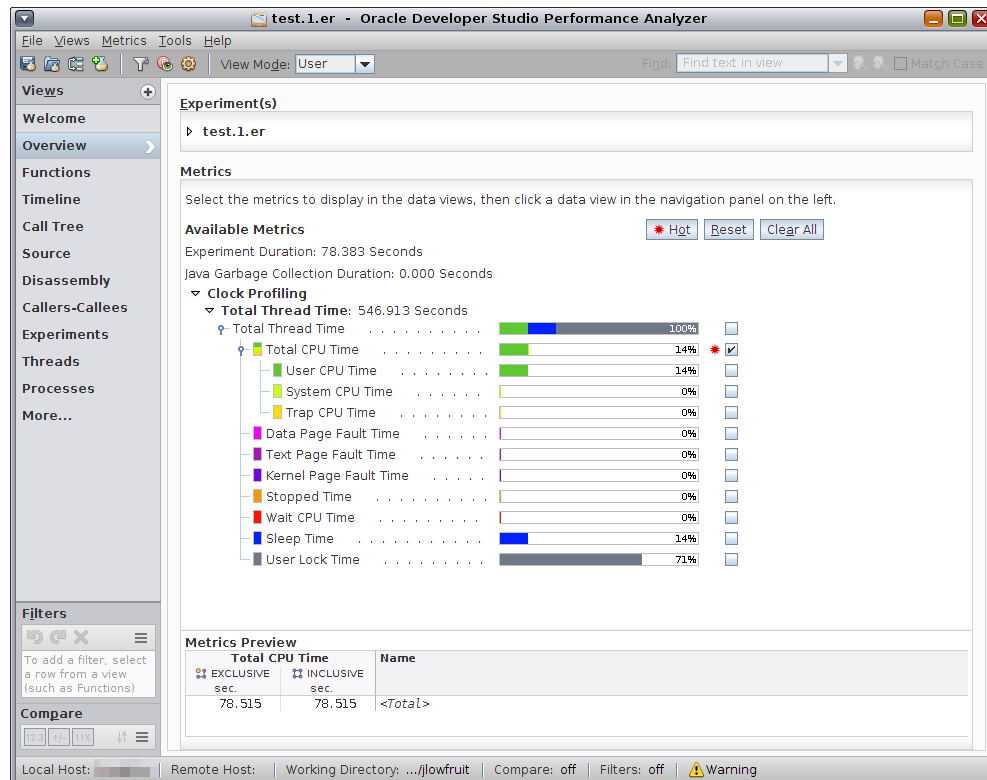 test.1.er - Oracle Developer Studio Performance Analyzer
File Views Metrics Tools Help
View Mode: User
Find: Find text in view Match Case
Views
Welcome
Overview
Functions
Timeline
Call Tree
Source
Disassembly
Callers-Callees
Experiments
Threads
Processes
More...
Filters
To add a filter, select
a row from a view
(such as Functions)
Compare
12.3 +/- 1.1X
Experiment(s)
test.1.er
Metrics
Select the metrics to display in the data views, then click a data view in the navigation panel on the left.
Available Metrics
Hot Reset Clear All
Experiment Duration: 78.383 Seconds
Java Garbage Collection Duration: 0.000 Seconds
Clock Profiling
Total Thread Time: 546.913 Seconds
Total Thread Time . . . . . . . . . 100%
Total CPU Time . . . . . . . . . . 14%
User CPU Time . . . . . . . . 14%
System CPU Time . . . . . . 0%
Trap CPU Time . . . . . . . . 0%
Data Page Fault Time . . . . . . 0%
Text Page Fault Time . . . . . . 0%
Kernel Page Fault Time . . . . . 0%
Stopped Time . . . . . . . . . . 0%
Wait CPU Time . . . . . . . . . 0%
Sleep Time . . . . . . . . . . . 14%
User Lock Time . . . . . . . . . 71%
Metrics Preview
Total CPU Time Name
EXCLUSIVE INCLUSIVE
sec. sec.
78.515 78.515 <Total>
Local Host: Remote Host: Working Directory: .../jlowfruit Compare: off Filters: off Warning